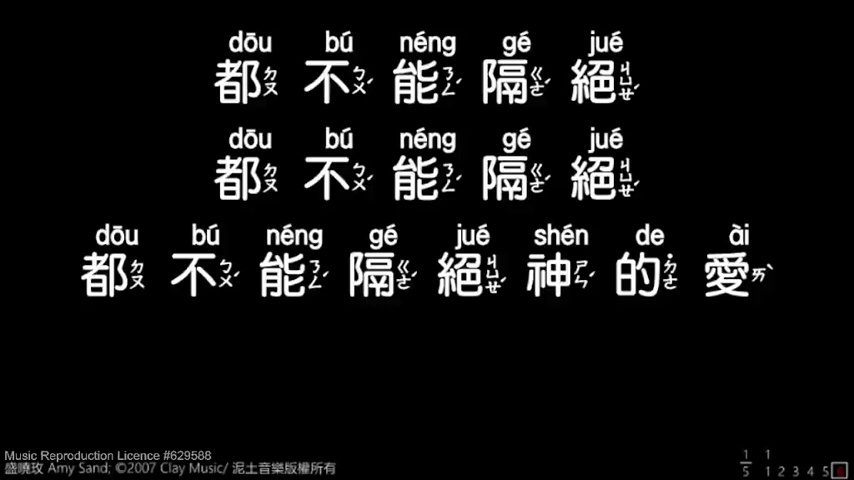 dōu bú néng gé jué
都ㄉㄡ 不ㄅㄨˊ 能ㄋㄥˊ 隔ㄍㄜˊ 絕ㄐㄩㄝˊ
dōu bú néng gé jué
都ㄉㄡ 不ㄅㄨˊ 能ㄋㄥˊ 隔ㄍㄜˊ 絕ㄐㄩㄝˊ
dōu bú néng gé jué shén de ài
都ㄉㄡ 不ㄅㄨˊ 能ㄋㄥˊ 隔ㄍㄜˊ 絕ㄐㄩㄝˊ 神ㄕㄣˊ 的˙ㄉㄜ 愛ㄞˋ
Music Reproduction Licence #629588
盛曉玫 Amy Sand; ©2007 Clay Music/ 泥土音樂版權所有
1 1
5 1 2 3 4 5